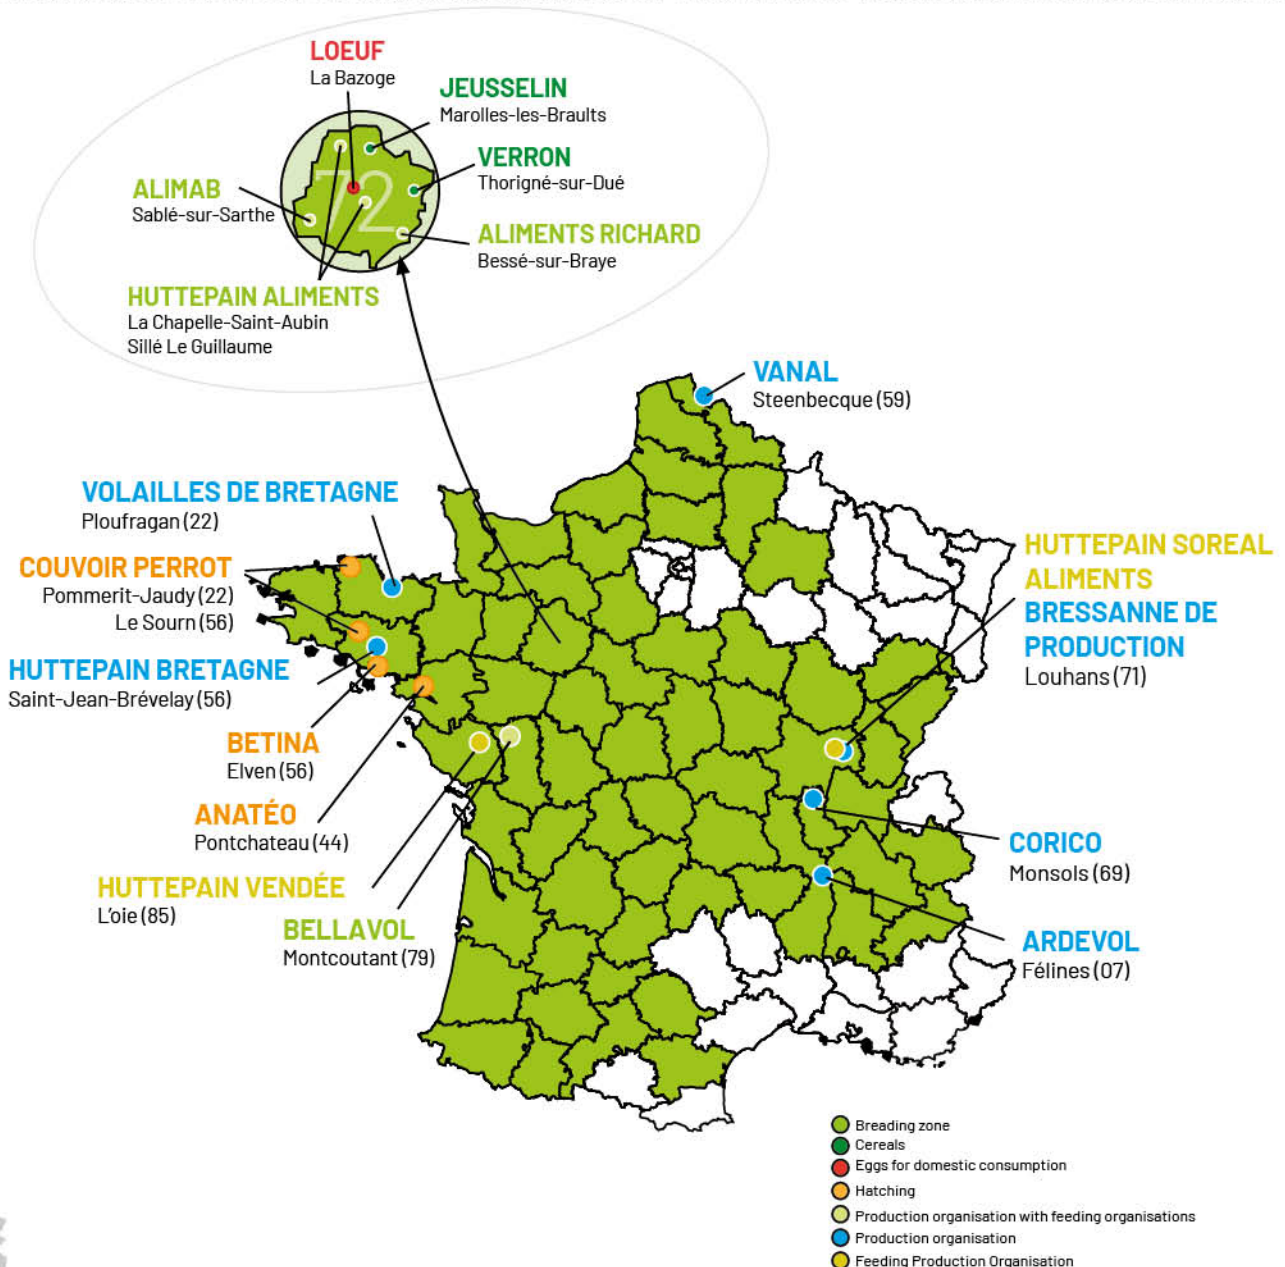 LOEUF
La Bazoge
JEUSSELIN
Marolles-les-Braults
VERRON
Thorigné-sur-Dué
ALIMAB
Sablé-sur-Sarthe
72
ALIMENTS RICHARD
Bessé-sur-Braye
HUTTEPAIN ALIMENTS
La Chapelle-Saint-Aubin
Sillé Le Guillaume
VANAL
Steenbecque (59)
VOLAILLES DE BRETAGNE
Ploufragan (22)
COUVOIR PERROT
Pommerit-Jaudy (22)
Le Sourn (56)
HUTTEPAIN BRETAGNE
Saint-Jean-Brévelay (56)
BETINA
Elven (56)
ANATÉO
Pontchateau (44)
HUTTEPAIN VENDÉE
L'oie (85)
BELLAVOL
Montcoutant (79)
HUTTEPAIN SOREAL
ALIMENTS
BRESSANNE DE
PRODUCTION
Louhans (71)
CORICO
Monsols (69)
ARDEVOL
Félines (07)
Breading zone
Cereals
Eggs for domestic consumption
Hatching
Production organisation with feeding organisations
Production organisation
Feeding Production Organisation